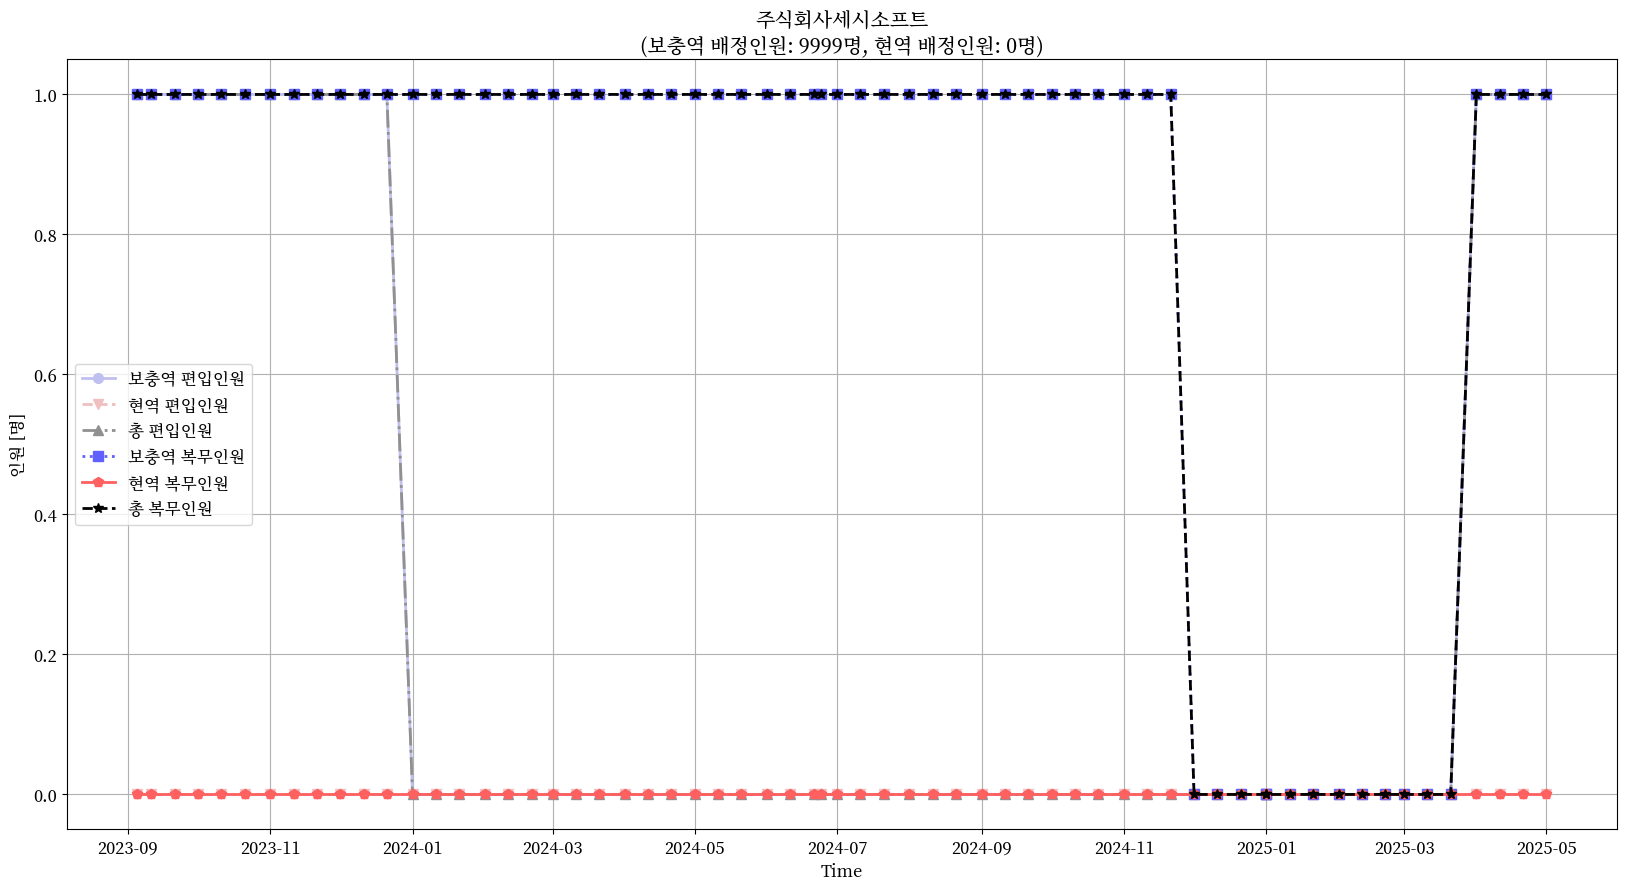 주식회사세시소프트
(보충역 배정인원: 9999명, 현역 배정인원: 0명)
인원 [명]
1.0
0.8
0.6
0.4
0.2
0.0
보충역 편입인원
현역 편입인원
총 편입인원
보충역 복무인원
현역 복무인원
총 복무인원
2023-09
2023-11
2024-01
2024-03
2024-05
2024-07
2024-09
2024-11
2025-01
2025-03
2025-05
Time